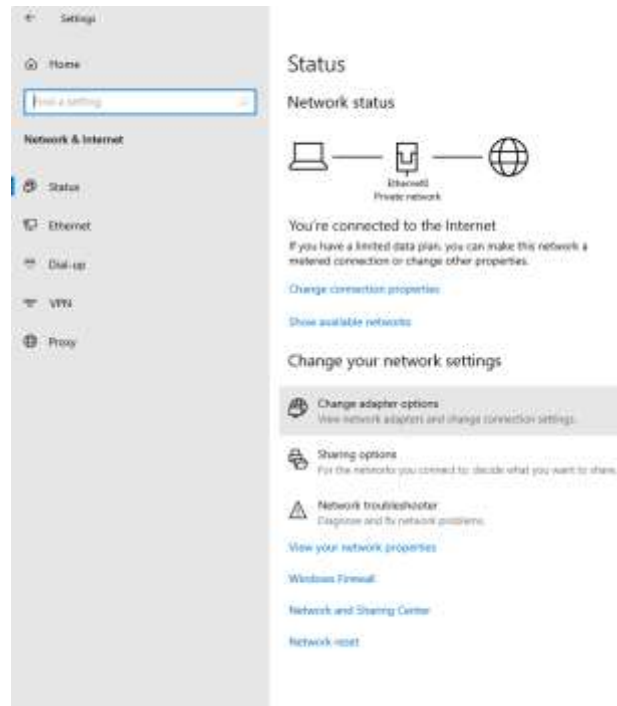 Settings
Home
Find a setting
Network & Internet
Status
Ethernet
Dial-up
VPN
Proxy
Status
Network status
Ethernet0
Private network
You're connected to the Internet
If you have a limited data plan, you can make this network a
metered connection or change other properties.
Change connection properties
Show available networks
Change your network settings
Change adapter options
View network adapters and change connection settings.
Sharing options
For the networks you connect to, decide what you want to share.
Network troubleshooter
Diagnose and fix network problems.
View your network properties
Windows Firewall
Network and Sharing Center
Network reset